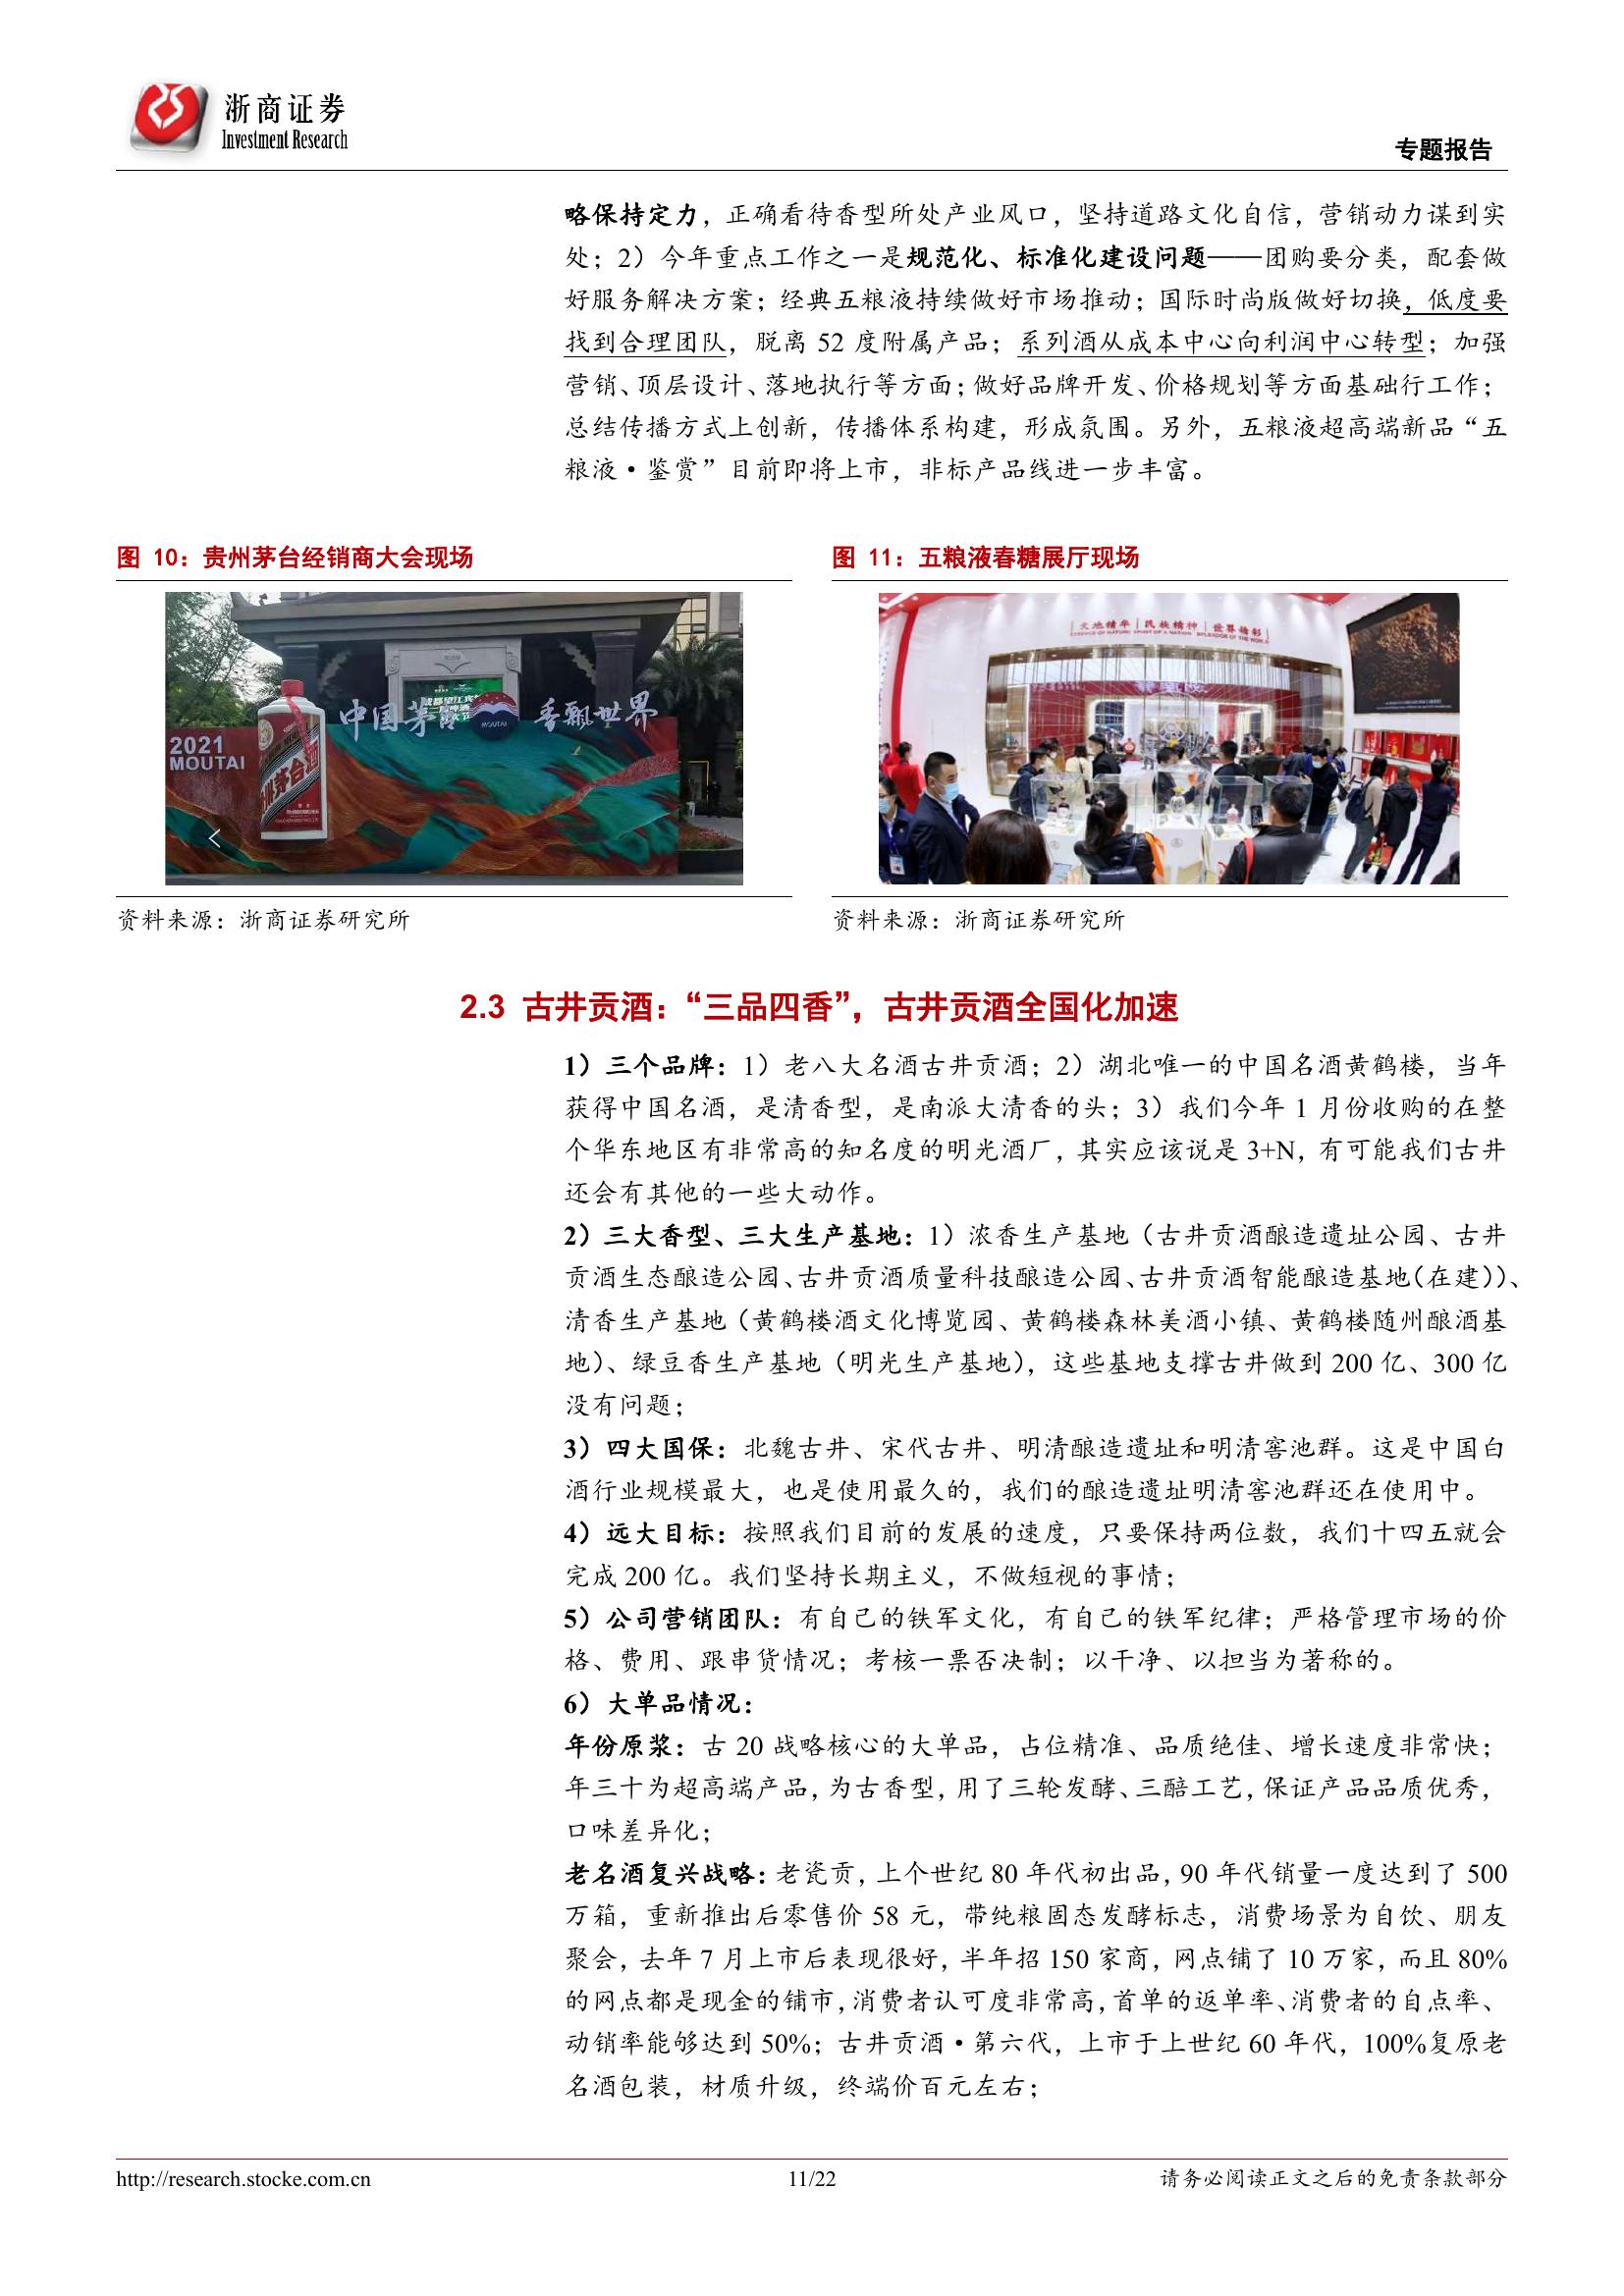 浙商证券
Investment Research
专题报告
略保持定力，正确看待香型所处产业风口，坚持道路文化自信，营销动力谋到实
处；2）今年重点工作之一是规范化、标准化建设问题——团购要分类，配套做
好服务解决方案；经典五粮液持续做好市场推动；国际时尚版做好切换，低度要
找到合理团队，脱离 52 度附属产品；系列酒从成本中心向利润中心转型；加强
营销、顶层设计、落地执行等方面；做好品牌开发、价格规划等方面基础行工作；
总结传播方式上创新，传播体系构建，形成氛围。另外，五粮液超高端新品“五
粮液·鉴赏”目前即将上市，非标产品线进一步丰富。
图 10：贵州茅台经销商大会现场
中国茅台
MOUTAI
香飘世界
2021
MOUTAI
资料来源：浙商证券研究所
图 11：五粮液春糖展厅现场
天地精华 | 民族精神 | 世界精彩
资料来源：浙商证券研究所
2.3 古井贡酒：“三品四香”，古井贡酒全国化加速
1）三个品牌：1）老八大名酒古井贡酒；2）湖北唯一的中国名酒黄鹤楼，当年
获得中国名酒，是清香型，是南派大清香的头；3）我们今年 1 月份收购的在整
个华东地区有非常高的知名度的明光酒厂，其实应该说是 3+N，有可能我们古井
还会有其他的一些大动作。
2）三大香型、三大生产基地：1）浓香生产基地（古井贡酒酿造遗址公园、古井
贡酒生态酿造公园、古井贡酒质量科技酿造公园、古井贡酒智能酿造基地（在建））、
清香生产基地（黄鹤楼酒文化博览园、黄鹤楼森林美酒小镇、黄鹤楼随州酿酒基
地）、绿豆香生产基地（明光生产基地），这些基地支撑古井做到 200 亿、300 亿
没有问题；
3）四大国保：北魏古井、宋代古井、明清酿造遗址和明清窖池群。这是中国白
酒行业规模最大，也是使用最久的，我们的酿造遗址明清窖池群还在使用中。
4）远大目标：按照我们目前的发展的速度，只要保持两位数，我们十四五就会
完成 200 亿。我们坚持长期主义，不做短视的事情；
5）公司营销团队：有自己的铁军文化，有自己的铁军纪律；严格管理市场的价
格、费用、跟串货情况；考核一票否决制；以干净、以担当为著称的。
6）大单品情况：
年份原浆：古 20 战略核心的大单品，占位精准、品质绝佳、增长速度非常快；
年三十为超高端产品，为古香型，用了三轮发酵、三醅工艺，保证产品品质优秀，
口味差异化；
老名酒复兴战略：老瓷贡，上个世纪 80 年代初出品，90 年代销量一度达到了 500
万箱，重新推出后零售价 58 元，带纯粮固态发酵标志，消费场景为自饮、朋友
聚会，去年 7 月上市后表现很好，半年招 150 家商，网点铺了 10 万家，而且 80%
的网点都是现金的铺市，消费者认可度非常高，首单的返单率、消费者的自点率、
动销率能够达到 50%；古井贡酒·第六代，上市于上世纪 60 年代，100%复原老
名酒包装，材质升级，终端价百元左右；
http://research.stocke.com.cn
11/22
请务必阅读正文之后的免责条款部分